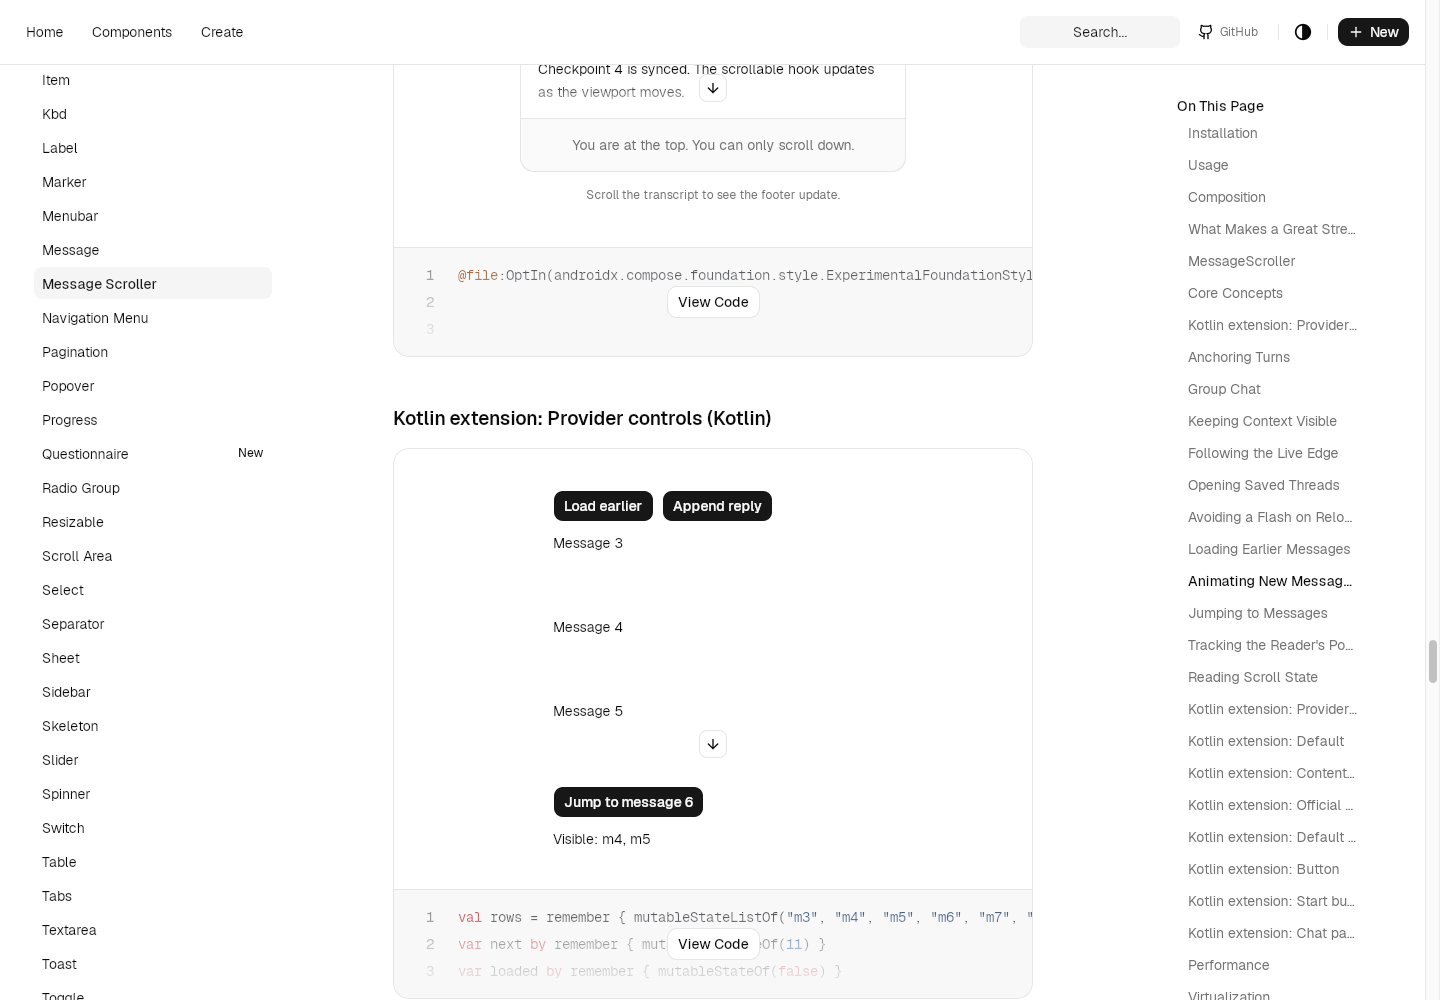 Home
Components
Create
Search...
GitHub
New
Item
Kbd
Label
Marker
Menubar
Message
Message Scroller
Navigation Menu
Pagination
Popover
Progress
Questionnaire New
Radio Group
Resizable
Scroll Area
Select
Separator
Sheet
Sidebar
Skeleton
Slider
Spinner
Switch
Table
Tabs
Textarea
Toast
Toggle
Checkpoint 4 is synced. The scrollable hook updates
as the viewport moves.
You are at the top. You can only scroll down.
Scroll the transcript to see the footer update.
1 @file:OptIn(androidx.compose.foundation.style.ExperimentalFoundationStyl
2
View Code
3
Kotlin extension: Provider controls (Kotlin)
Load earlier
Append reply
Message 3
Message 4
Message 5
Jump to message 6
Visible: m4, m5
1 val rows = remember { mutableStateListOf("m3", "m4", "m5", "m6", "m7", "
2 var next by remember { mut eOf(11) }
View Code
3 var loaded by remember { mutableStateOf(false) }
On This Page
Installation
Usage
Composition
What Makes a Great Stre...
MessageScroller
Core Concepts
Kotlin extension: Provider...
Anchoring Turns
Group Chat
Keeping Context Visible
Following the Live Edge
Opening Saved Threads
Avoiding a Flash on Relo...
Loading Earlier Messages
Animating New Messag...
Jumping to Messages
Tracking the Reader's Po...
Reading Scroll State
Kotlin extension: Provider...
Kotlin extension: Default
Kotlin extension: Content...
Kotlin extension: Official ...
Kotlin extension: Default ...
Kotlin extension: Button
Kotlin extension: Start bu...
Kotlin extension: Chat pa...
Performance
Virtualization